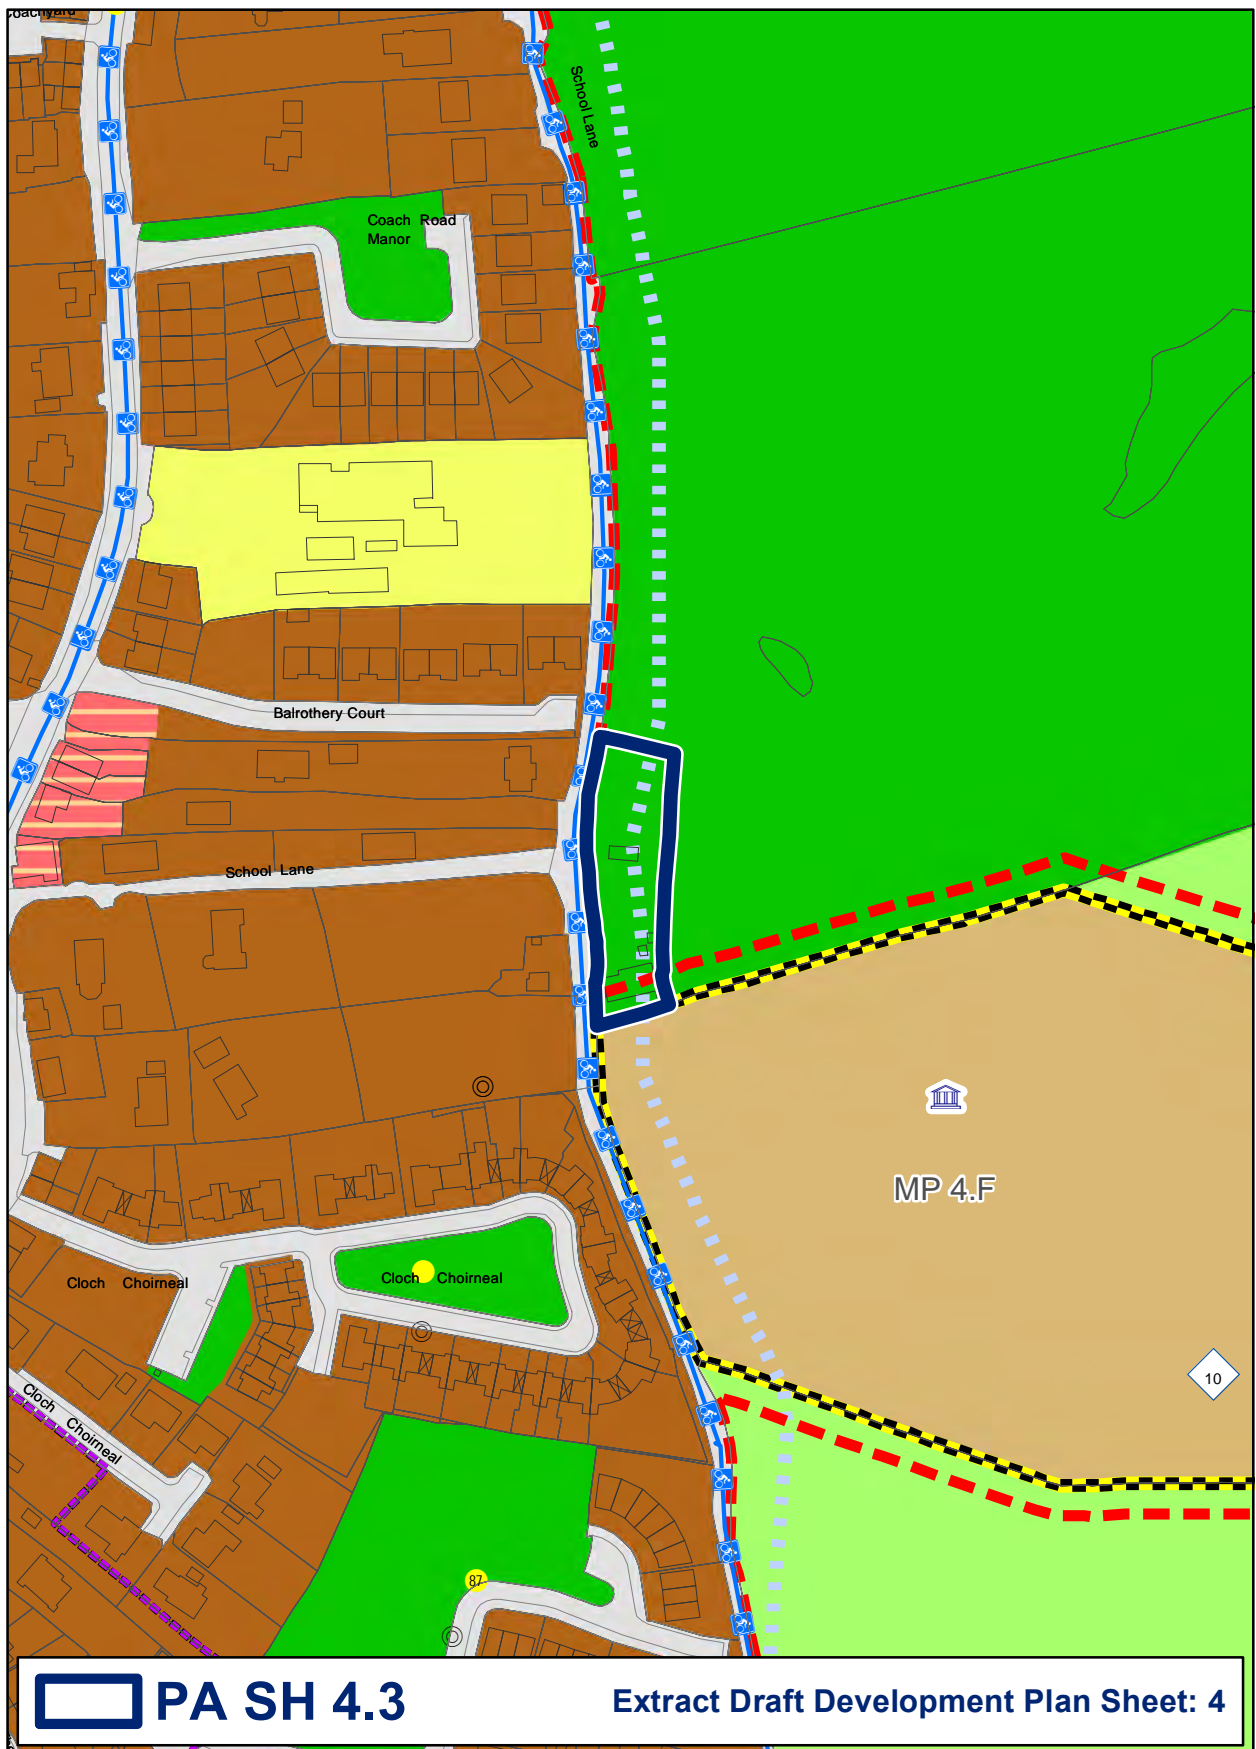 Coachyard
School Lane
Coach Road
Manor
Balrothery Court
School Lane
MP 4.F
Cloch Choirneal
Cloch Choirneal
10
Cloch Choirneal
87
PA SH 4.3
Extract Draft Development Plan Sheet: 4